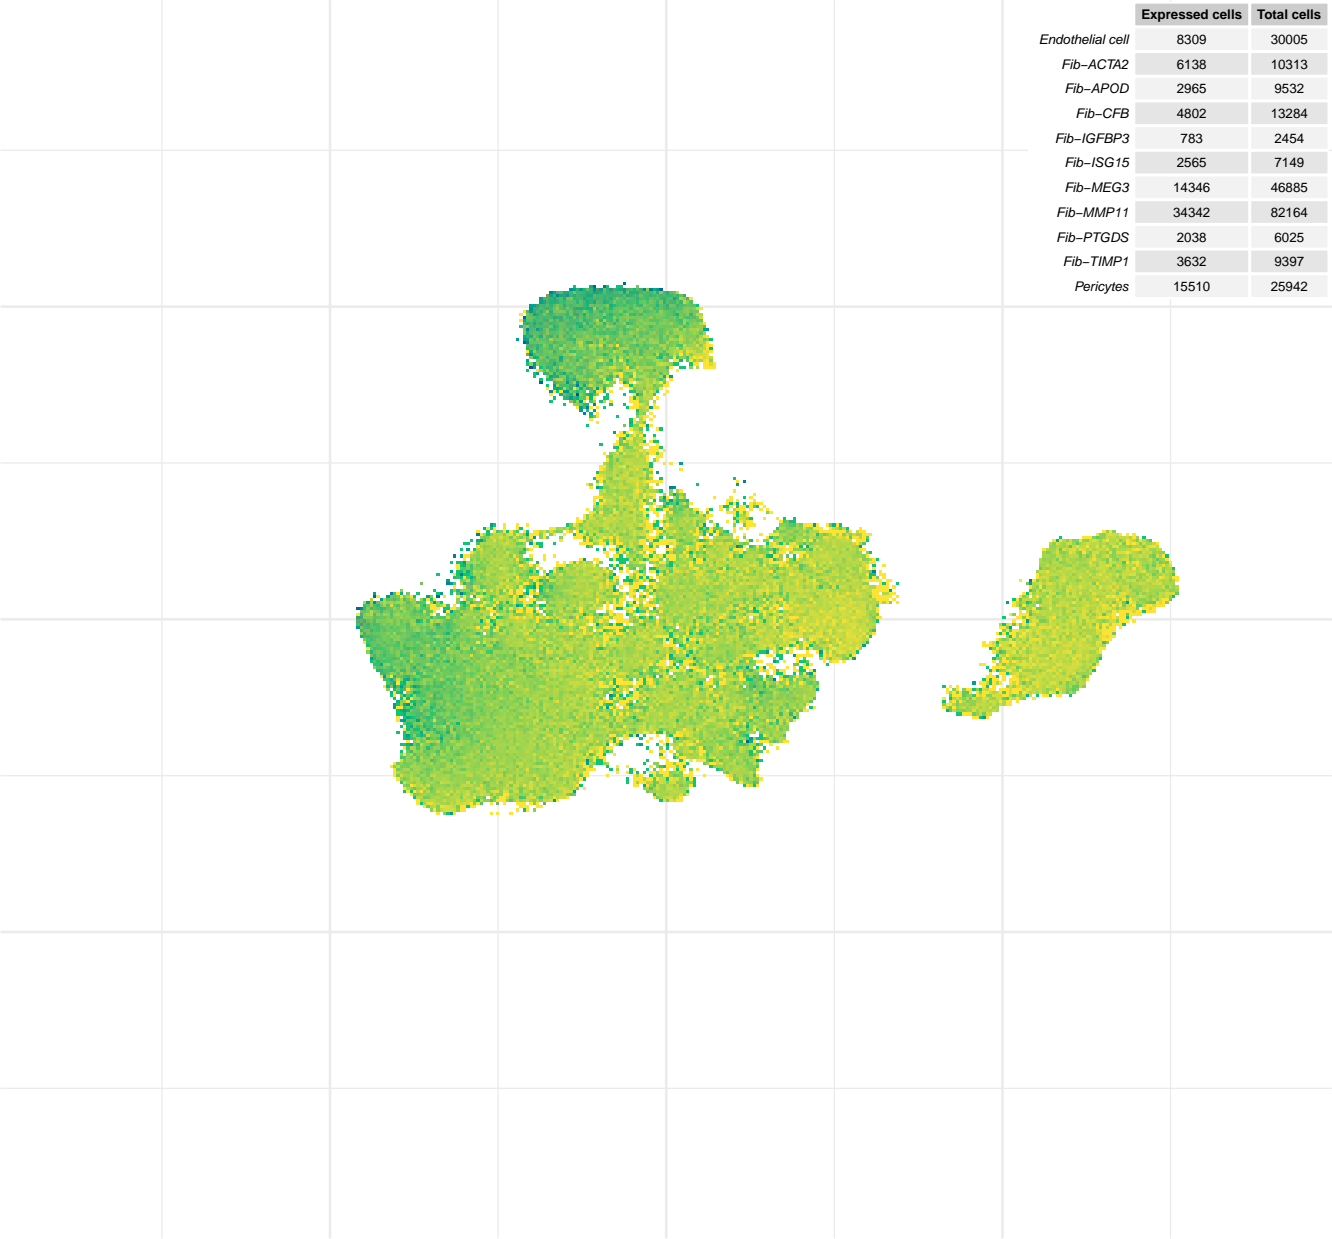 Expressed cells Total cells
Endothelial cell 8309 30005
Fib−ACTA2 6138 10313
Fib−APOD 2965 9532
Fib−CFB 4802 13284
Fib−IGFBP3 783 2454
Fib−ISG15 2565 7149
Fib−MEG3 14346 46885
Fib−MMP11 34342 82164
Fib−PTGDS 2038 6025
Fib−TIMP1 3632 9397
Pericytes 15510 25942